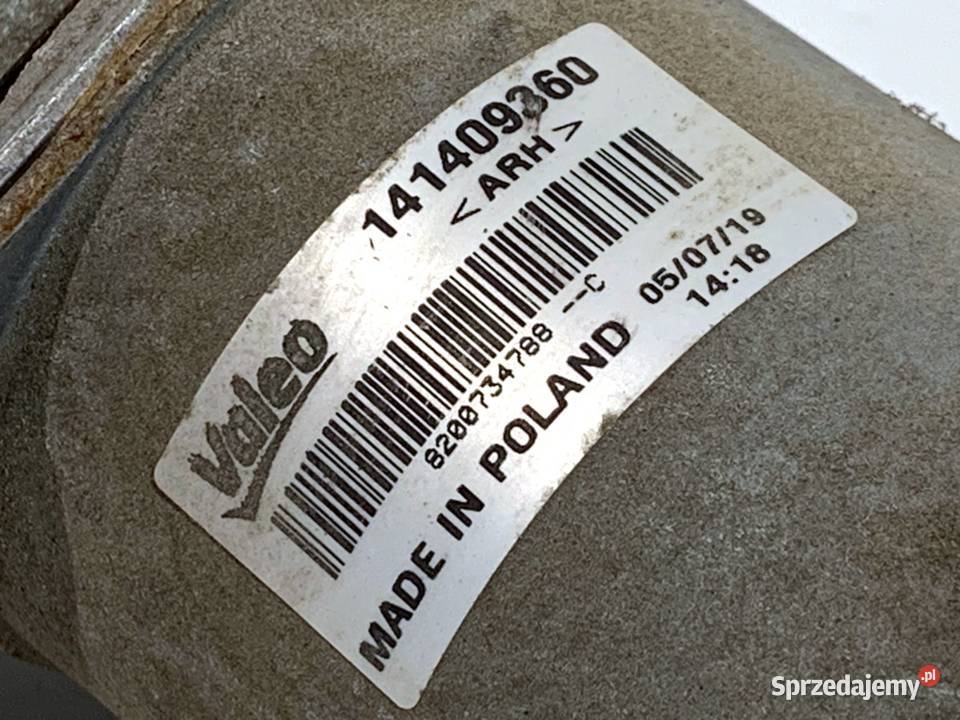 141409360
< ARH >
Valeo
8200734788 --C
05/07/19
14:18
MADE IN POLAND
Sprzedajemy.pl